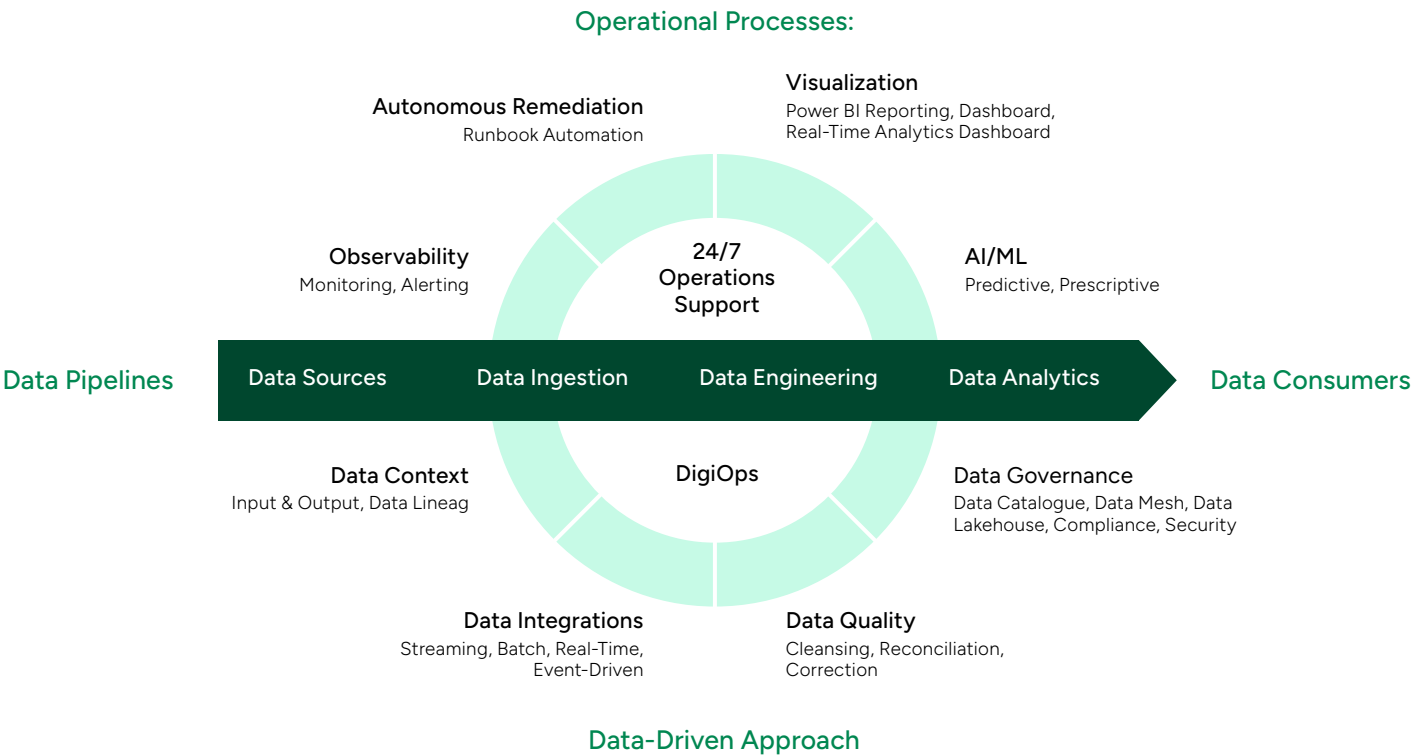 Operational Processes:
Visualization
Power BI Reporting, Dashboard,
Real-Time Analytics Dashboard
Autonomous Remediation
Runbook Automation
24/7
Operations
Support
Observability
Monitoring, Alerting
AI/ML
Predictive, Prescriptive
Data Pipelines
Data Sources
Data Ingestion
Data Engineering
Data Analytics
Data Consumers
Data Context
Input & Output, Data Lineag
DigiOps
Data Governance
Data Catalogue, Data Mesh, Data
Lakehouse, Compliance, Security
Data Integrations
Streaming, Batch, Real-Time,
Event-Driven
Data Quality
Cleansing, Reconciliation,
Correction
Data-Driven Approach